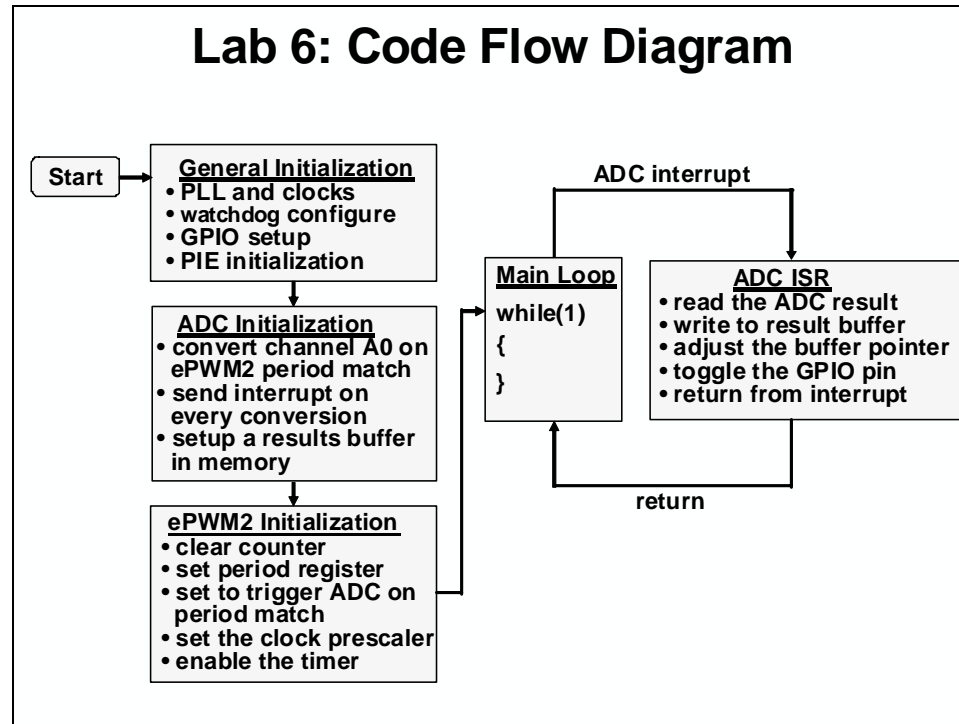 Lab 6: Code Flow Diagram
Start
General Initialization
• PLL and clocks
• watchdog configure
• GPIO setup
• PIE initialization
ADC Initialization
• convert channel A0 on
ePWM2 period match
• send interrupt on
every conversion
• setup a results buffer
in memory
ePWM2 Initialization
• clear counter
• set period register
• set to trigger ADC on
period match
• set the clock prescaler
• enable the timer
Main Loop
while(1)
{
}
ADC interrupt
ADC ISR
• read the ADC result
• write to result buffer
• adjust the buffer pointer
• toggle the GPIO pin
• return from interrupt
return